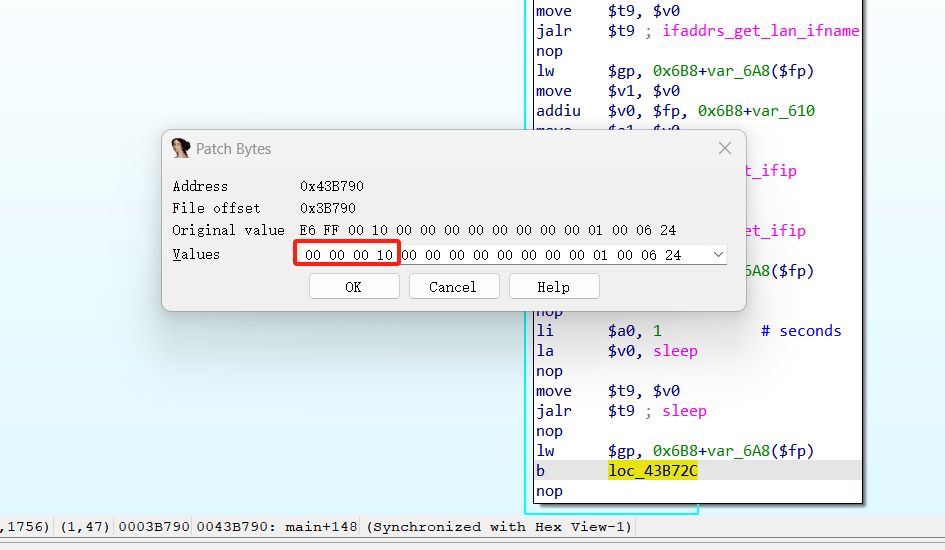 move $t9, $v0
jalr $t9 ; ifaddrs_get_lan_ifname
nop
lw $gp, 0x6B8+var_6A8($fp)
move $v1, $v0
addiu $v0, $fp, 0x6B8+var_610
Patch Bytes
t_ifip
Address 0x43B790
File offset 0x3B790
Original value E6 FF 00 10 00 00 00 00 00 00 00 00 01 00 06 24
et_ifip
Values 00 00 00 10 00 00 00 00 00 00 00 00 01 00 06 24
6A8($fp)
OK Cancel Help
nop
li $a0, 1 # seconds
la $v0, sleep
nop
move $t9, $v0
jalr $t9 ; sleep
nop
lw $gp, 0x6B8+var_6A8($fp)
b loc_43B72C
nop
,1756) (1,47) 0003B790 0043B790: main+148 (Synchronized with Hex View-1)